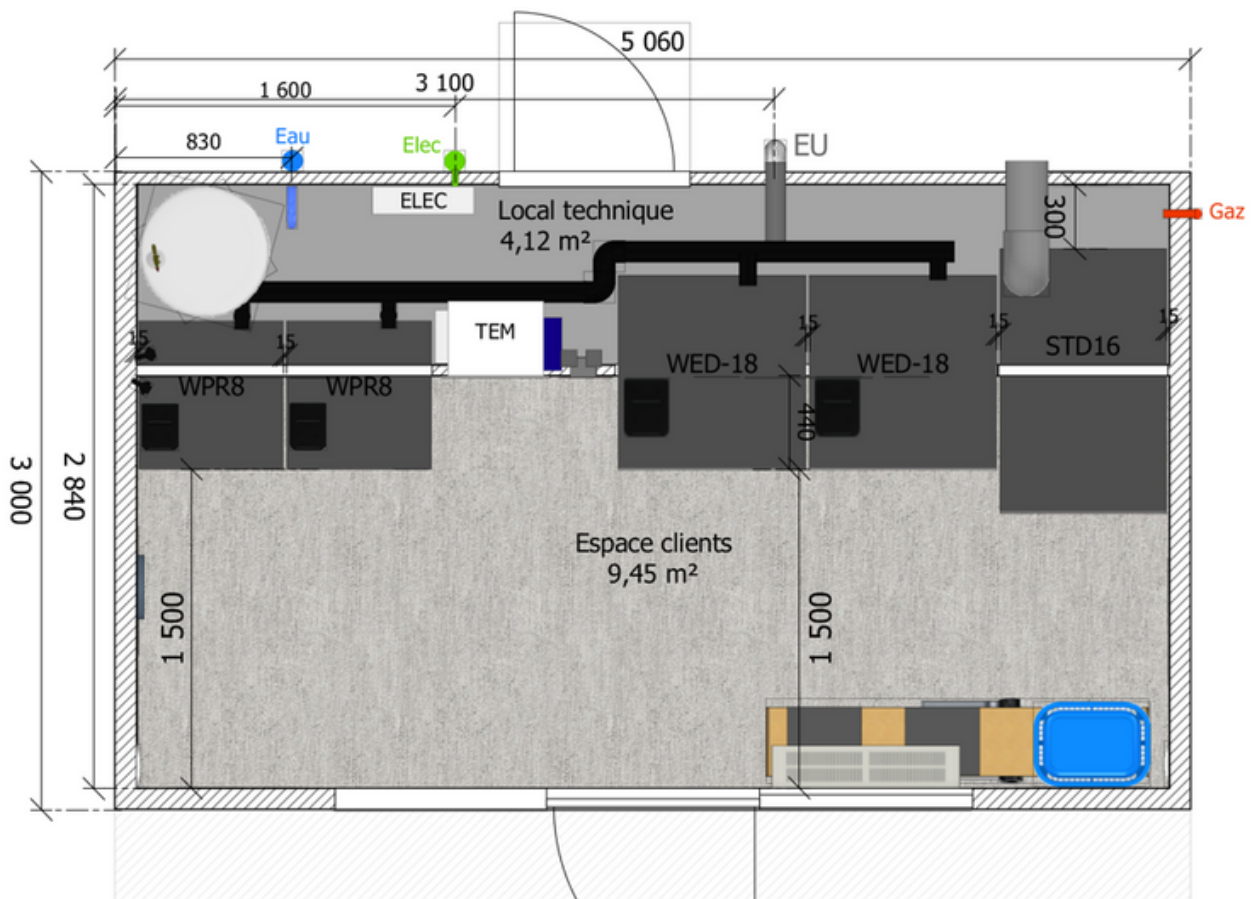 5 060
3 100
1 600
830
Eau
Elec
EU
ELEC
Local technique
4,12 m²
300
Gaz
TEM
15
15
15
15
15
WPR8
WPR8
WED-18
WED-18
STD16
440
3 000
2 840
Espace clients
9,45 m²
1 500
1 500